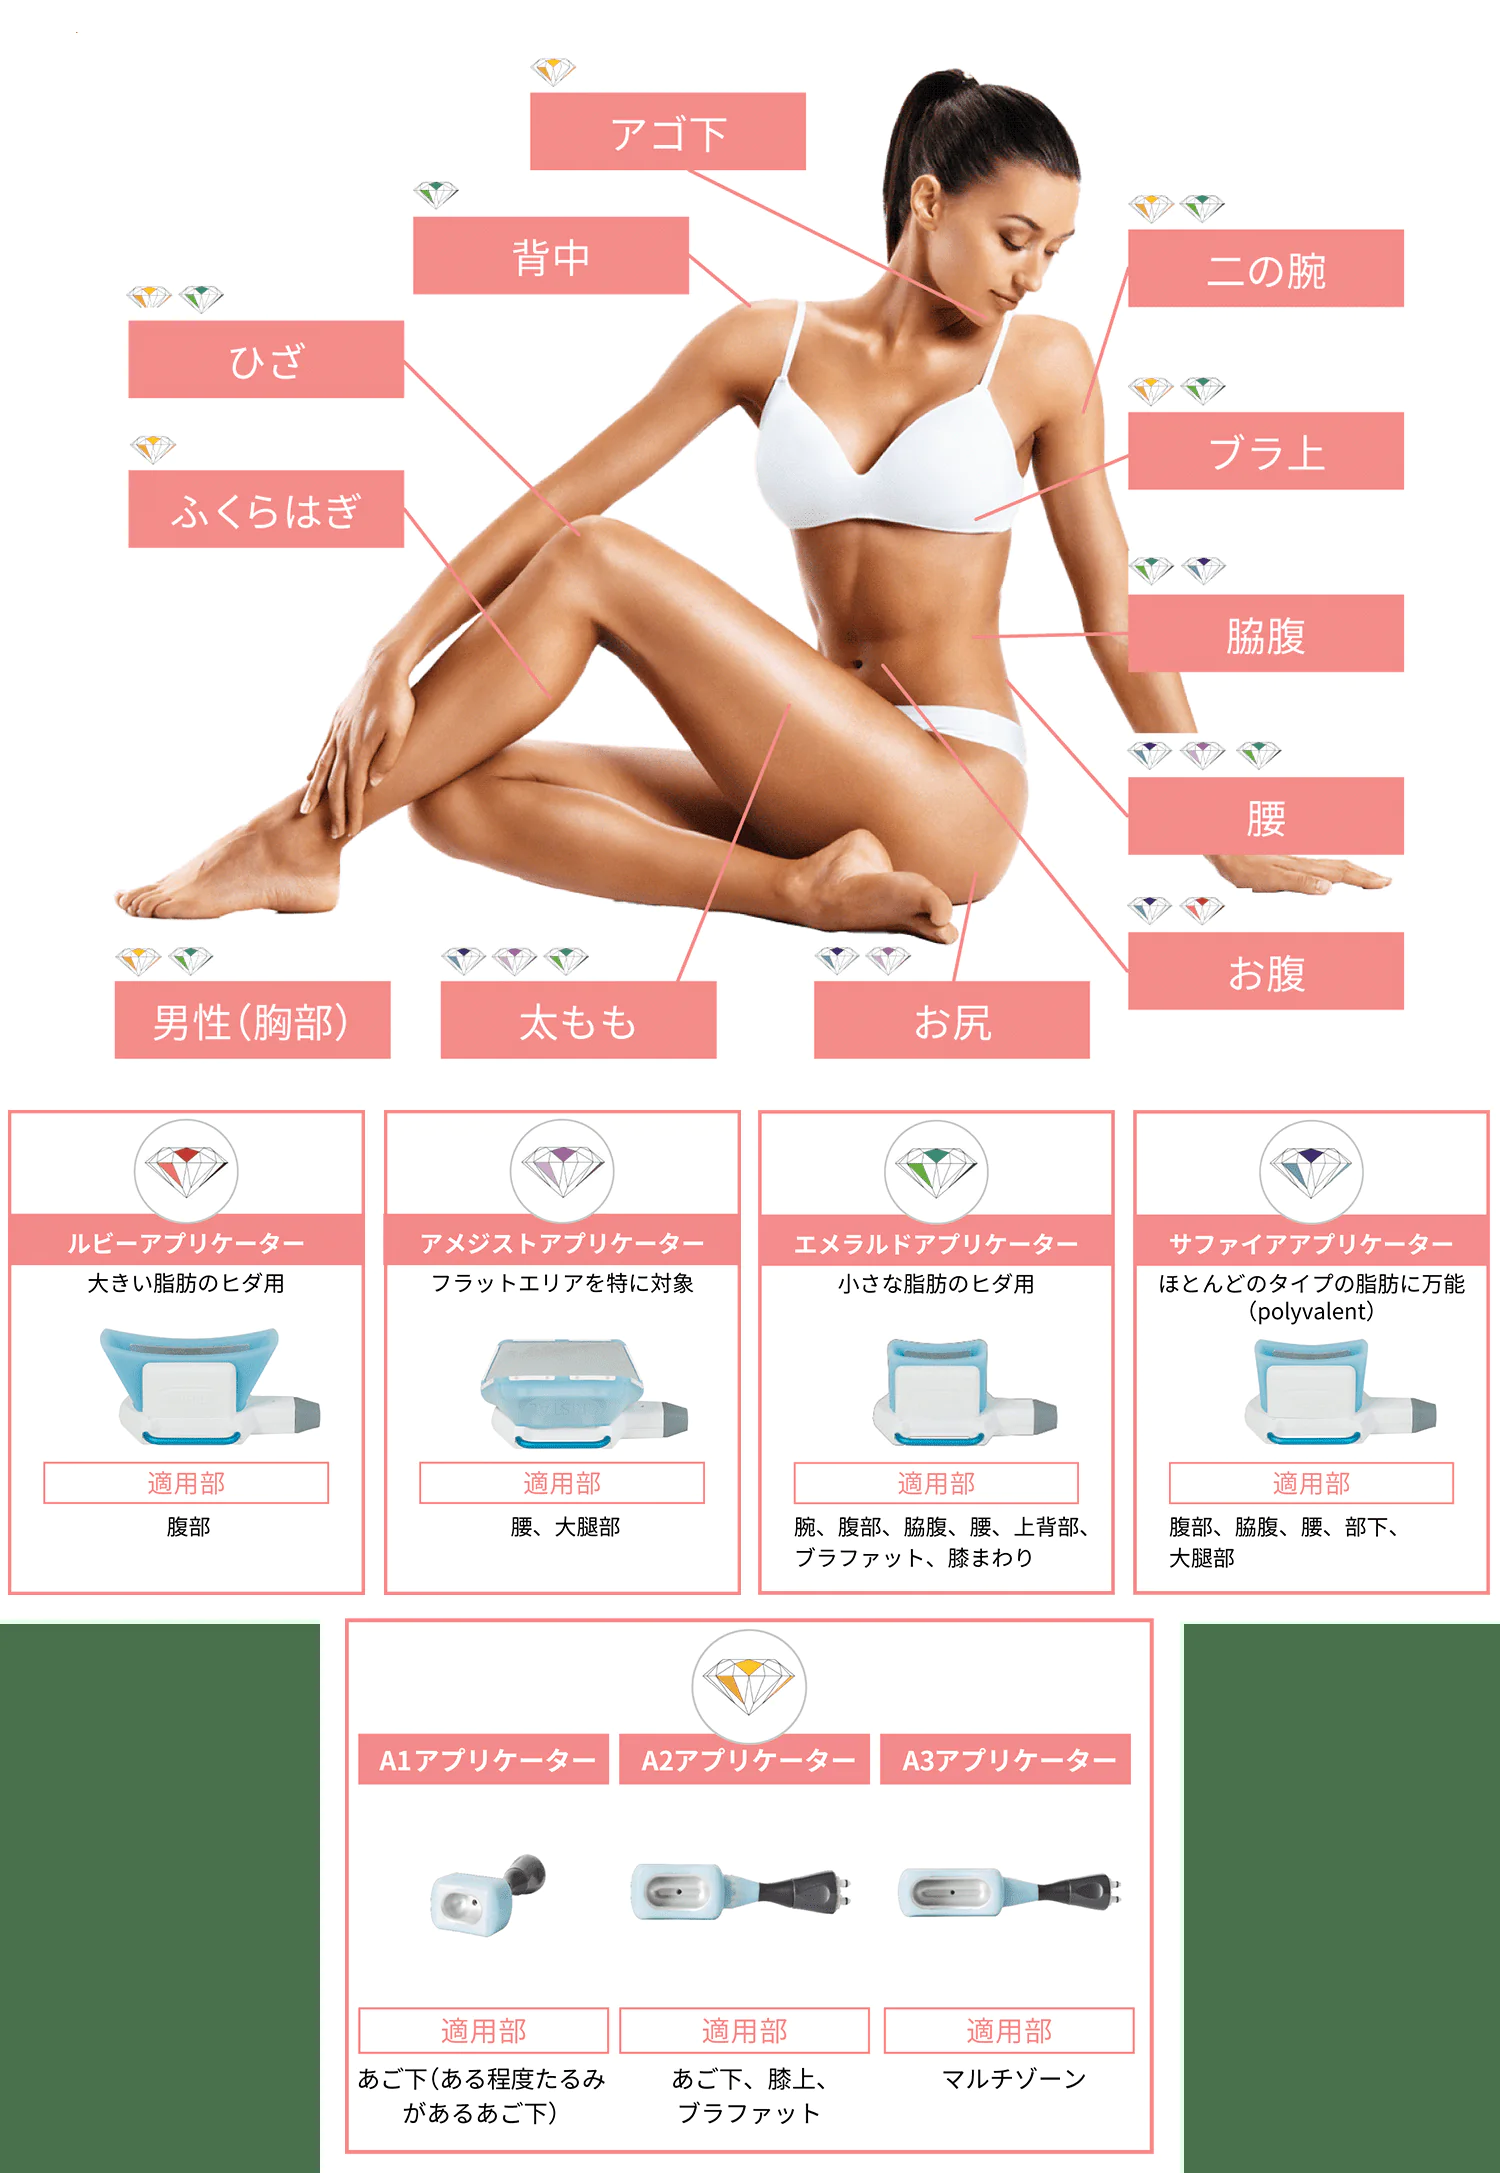 アゴ下
背中
二の腕
ひざ
ブラ上
ふくらはぎ
脇腹
腰
お腹
男性(胸部)
太もも
お尻
ルビーアプリケーター
大きい脂肪のヒダ用
適用部
腹部
アメジストアプリケーター
フラットエリアを特に対象
適用部
腰、大腿部
エメラルドアプリケーター
小さな脂肪のヒダ用
適用部
腕、腹部、脇腹、腰、上背部、
ブラファット、膝まわり
サファイアアプリケーター
ほとんどのタイプの脂肪に万能
(polyvalent)
適用部
腹部、脇腹、腰、部下、
大腿部
A1アプリケーター
適用部
あご下(ある程度たるみ
があるあご下)
A2アプリケーター
適用部
あご下、膝上、
ブラファット
A3アプリケーター
適用部
マルチゾーン